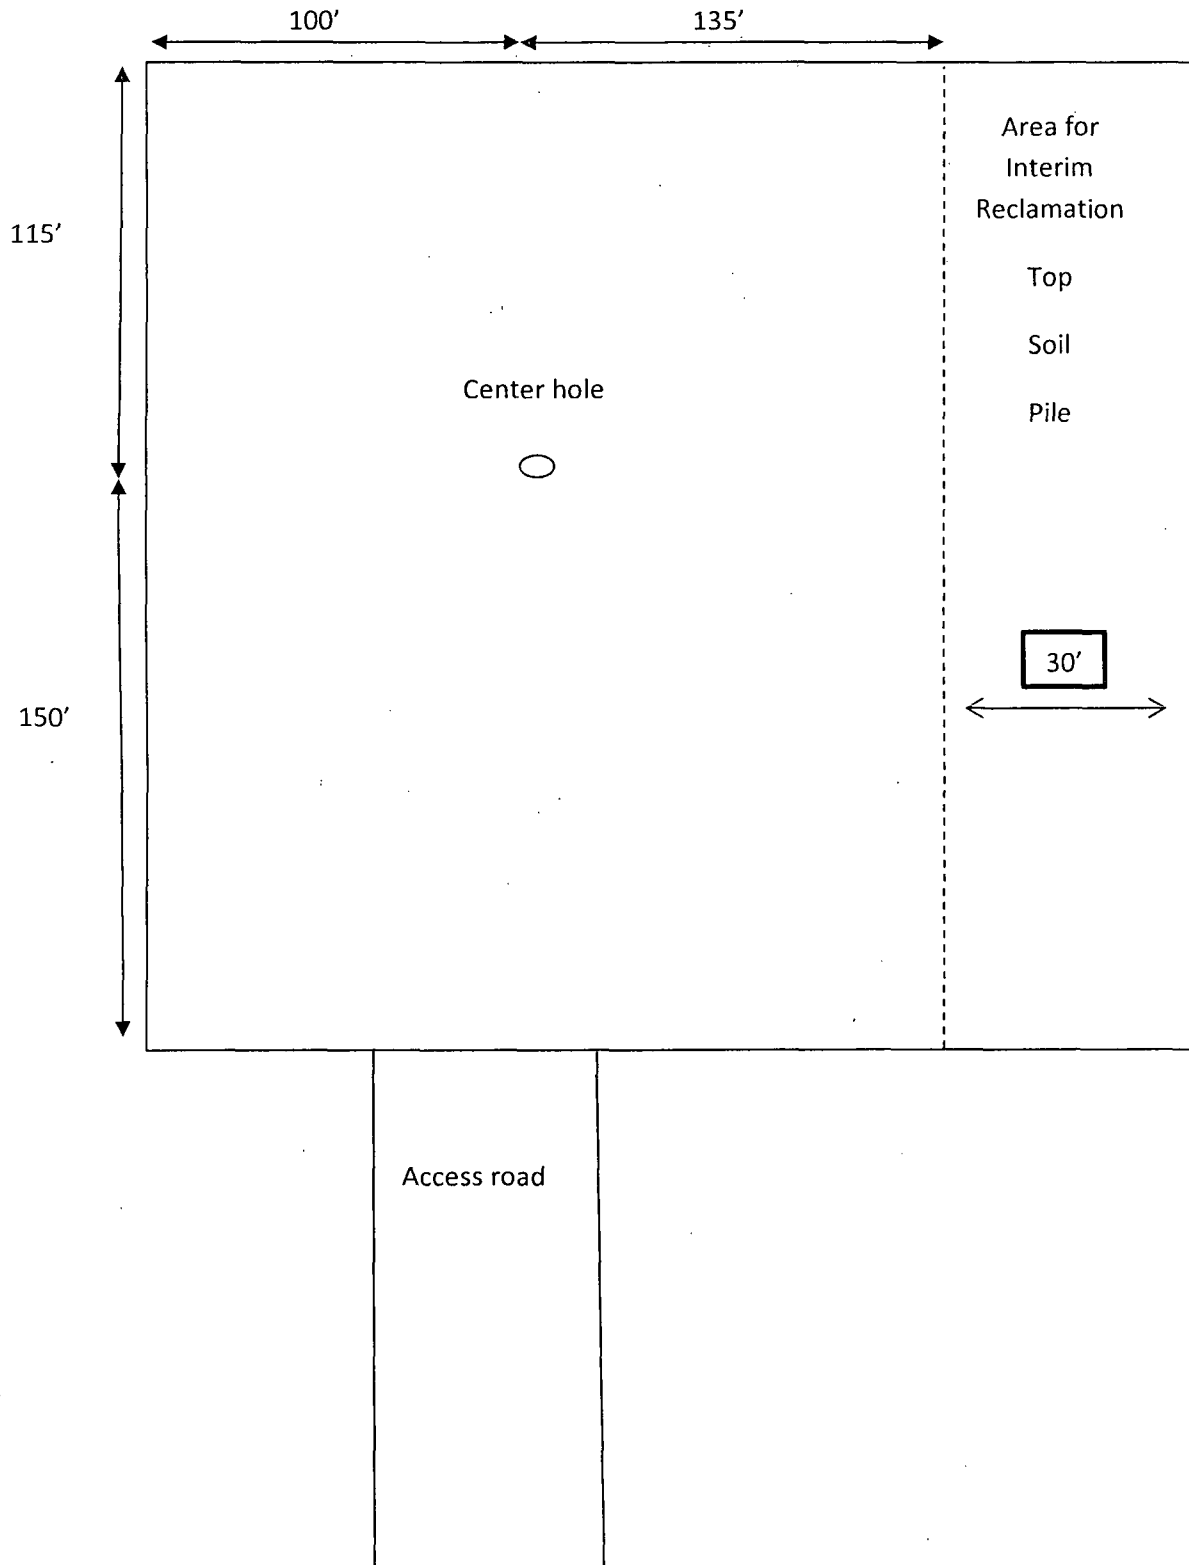 100′
135′
Area for
Interim
Reclamation
115′
Top
Soil
Pile
Center hole
30′
150′
Access road